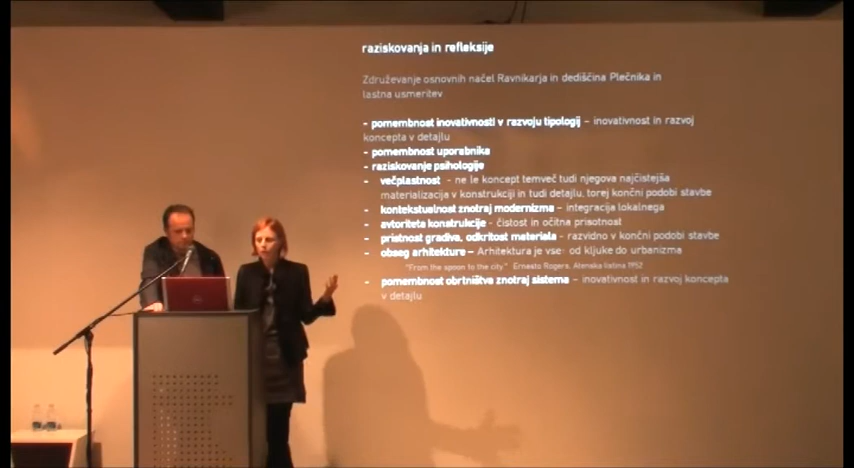 raziskovanja in refleksije
Združevanje osnovnih načel Ravnikarja in dediščina Plečnika in
lastna usmeritev
- pomembnost inovativnosti v razvoju tipologij – inovativnost in razvoj
koncepta v detajlu
- pomembnost uporabnika
- raziskovanje psihologije
- večplastnost - ne le koncept temveč tudi njegova najčistejša
materializacija v konstrukciji in tudi detajlu, torej končni podobi stavbe
- kontekstualnost znotraj modernizma – integracija lokalnega
- avtoriteta konstrukcije - čistost in očitna prisotnost
- pristnost gradiva, odkritost materiala - razvidno v končni podobi stavbe
- obseg arhitekture – Arhitektura je vse- od kljuke do urbanizma
"From the spoon to the city." Ernesto Rogers, Atenska listina 1952
- pomembnost obrtništva znotraj sistema – inovativnost in razvoj koncepta
v detajlu